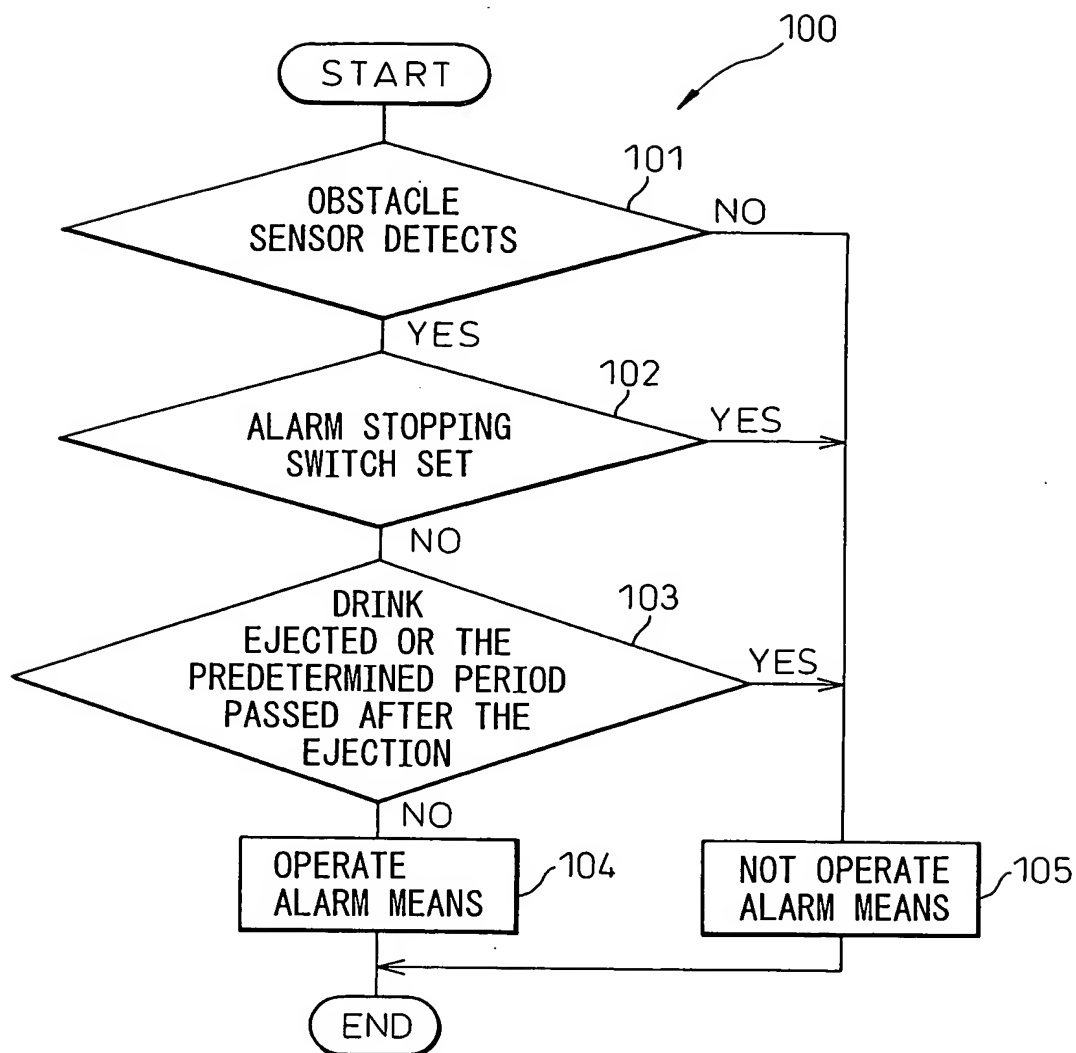 100
START
101
OBSTACLE
SENSOR DETECTS
NO
YES
102
ALARM STOPPING
SWITCH SET
YES
NO
103
DRINK
EJECTED OR THE
PREDETERMINED PERIOD
PASSED AFTER THE
EJECTION
YES
NO
OPERATE
ALARM MEANS
104
NOT OPERATE
ALARM MEANS
105
END